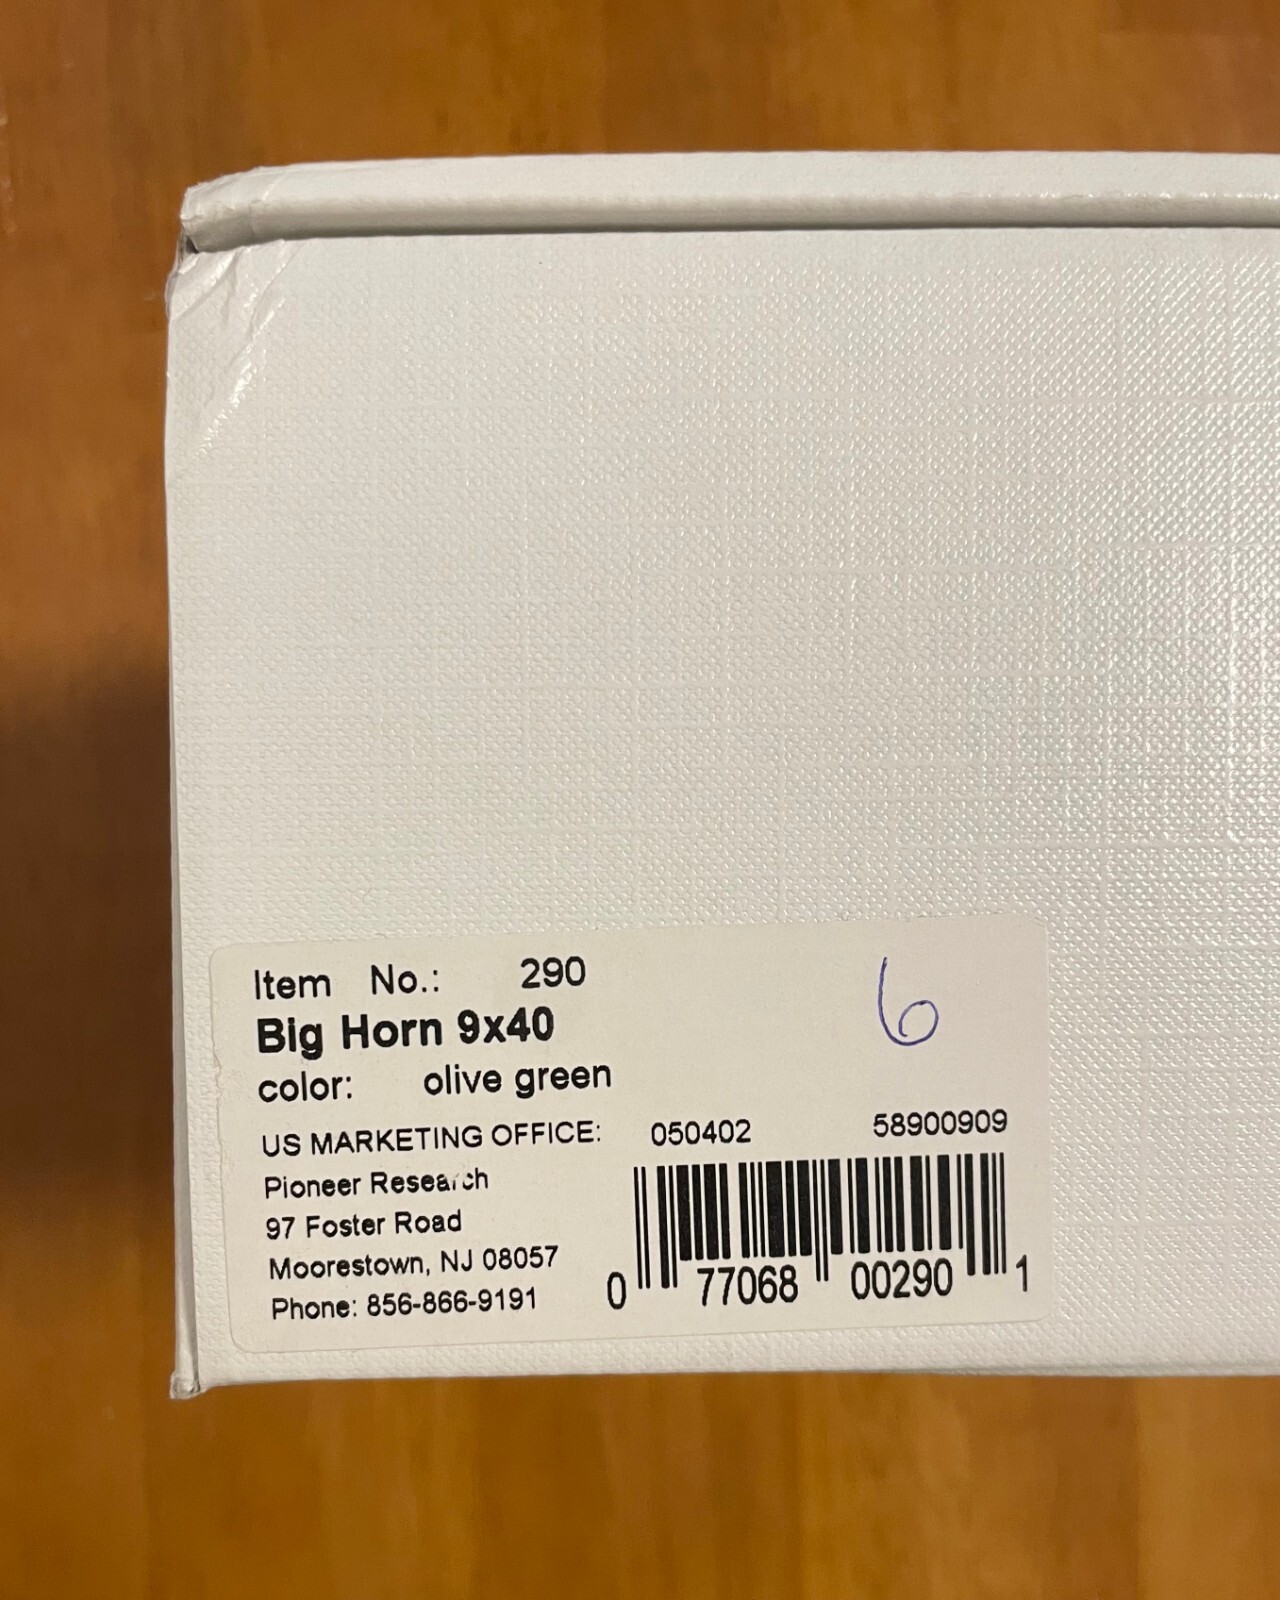 Item No.: 290
6
Big Horn 9x40
color: olive green
US MARKETING OFFICE: 050402 58900909
Pioneer Research
97 Foster Road
Moorestown, NJ 08057
Phone: 856-866-9191
0 77068 00290 1